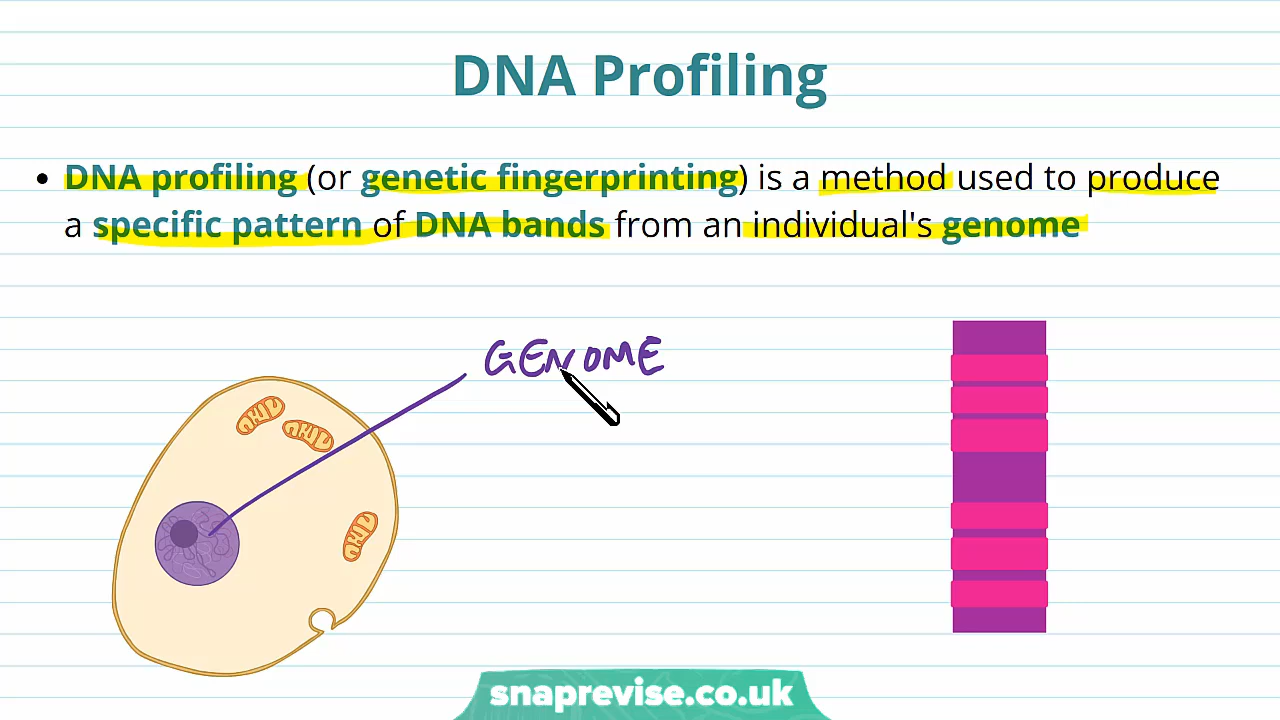 DNA Profiling
• DNA profiling (or genetic fingerprinting) is a method used to produce
a specific pattern of DNA bands from an individual's genome
GENOME
snaprevise.co.uk